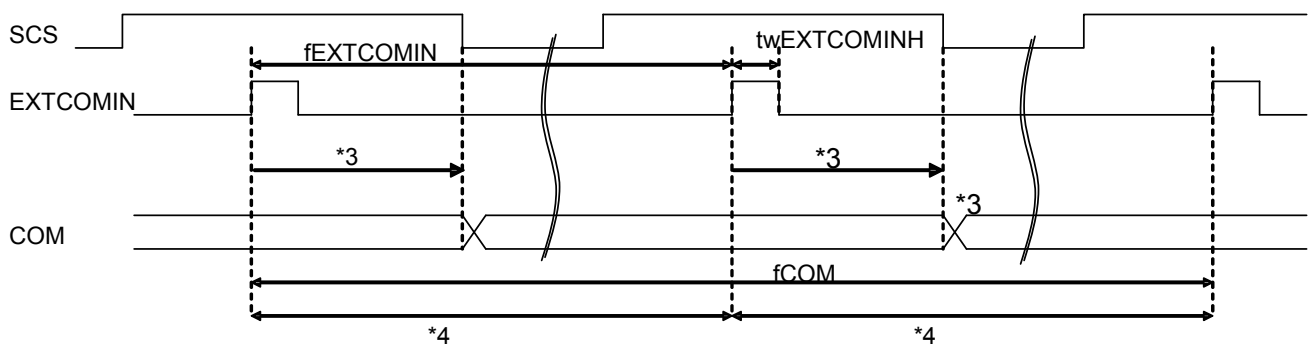 SCS
fEXTCOMIN
twEXTCOMINH
EXTCOMIN
*3
*3
*3
COM
fCOM
*4
*4